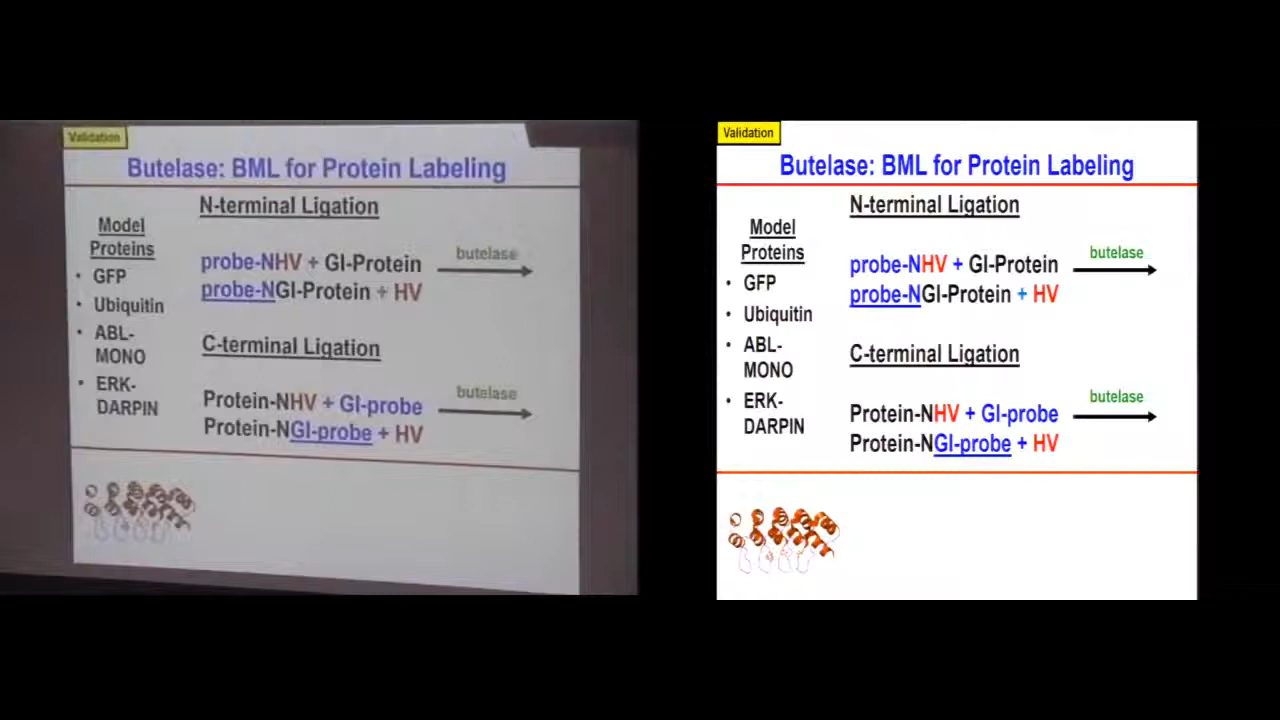 Validation
Butelase: BML for Protein Labeling
N-terminal Ligation
Model
Proteins
• GFP
• Ubiquitin
• ABL-
MONO
• ERK-
DARPIN
probe-NHV + GI-Protein
butelase
probe-NGI-Protein + HV
C-terminal Ligation
Protein-NHV + GI-probe
butelase
Protein-NGI-probe + HV
Validation
Butelase: BML for Protein Labeling
N-terminal Ligation
Model
Proteins
• GFP
• Ubiquitin
• ABL-
MONO
• ERK-
DARPIN
probe-NHV + GI-Protein
butelase
probe-NGI-Protein + HV
C-terminal Ligation
Protein-NHV + GI-probe
butelase
Protein-NGI-probe + HV